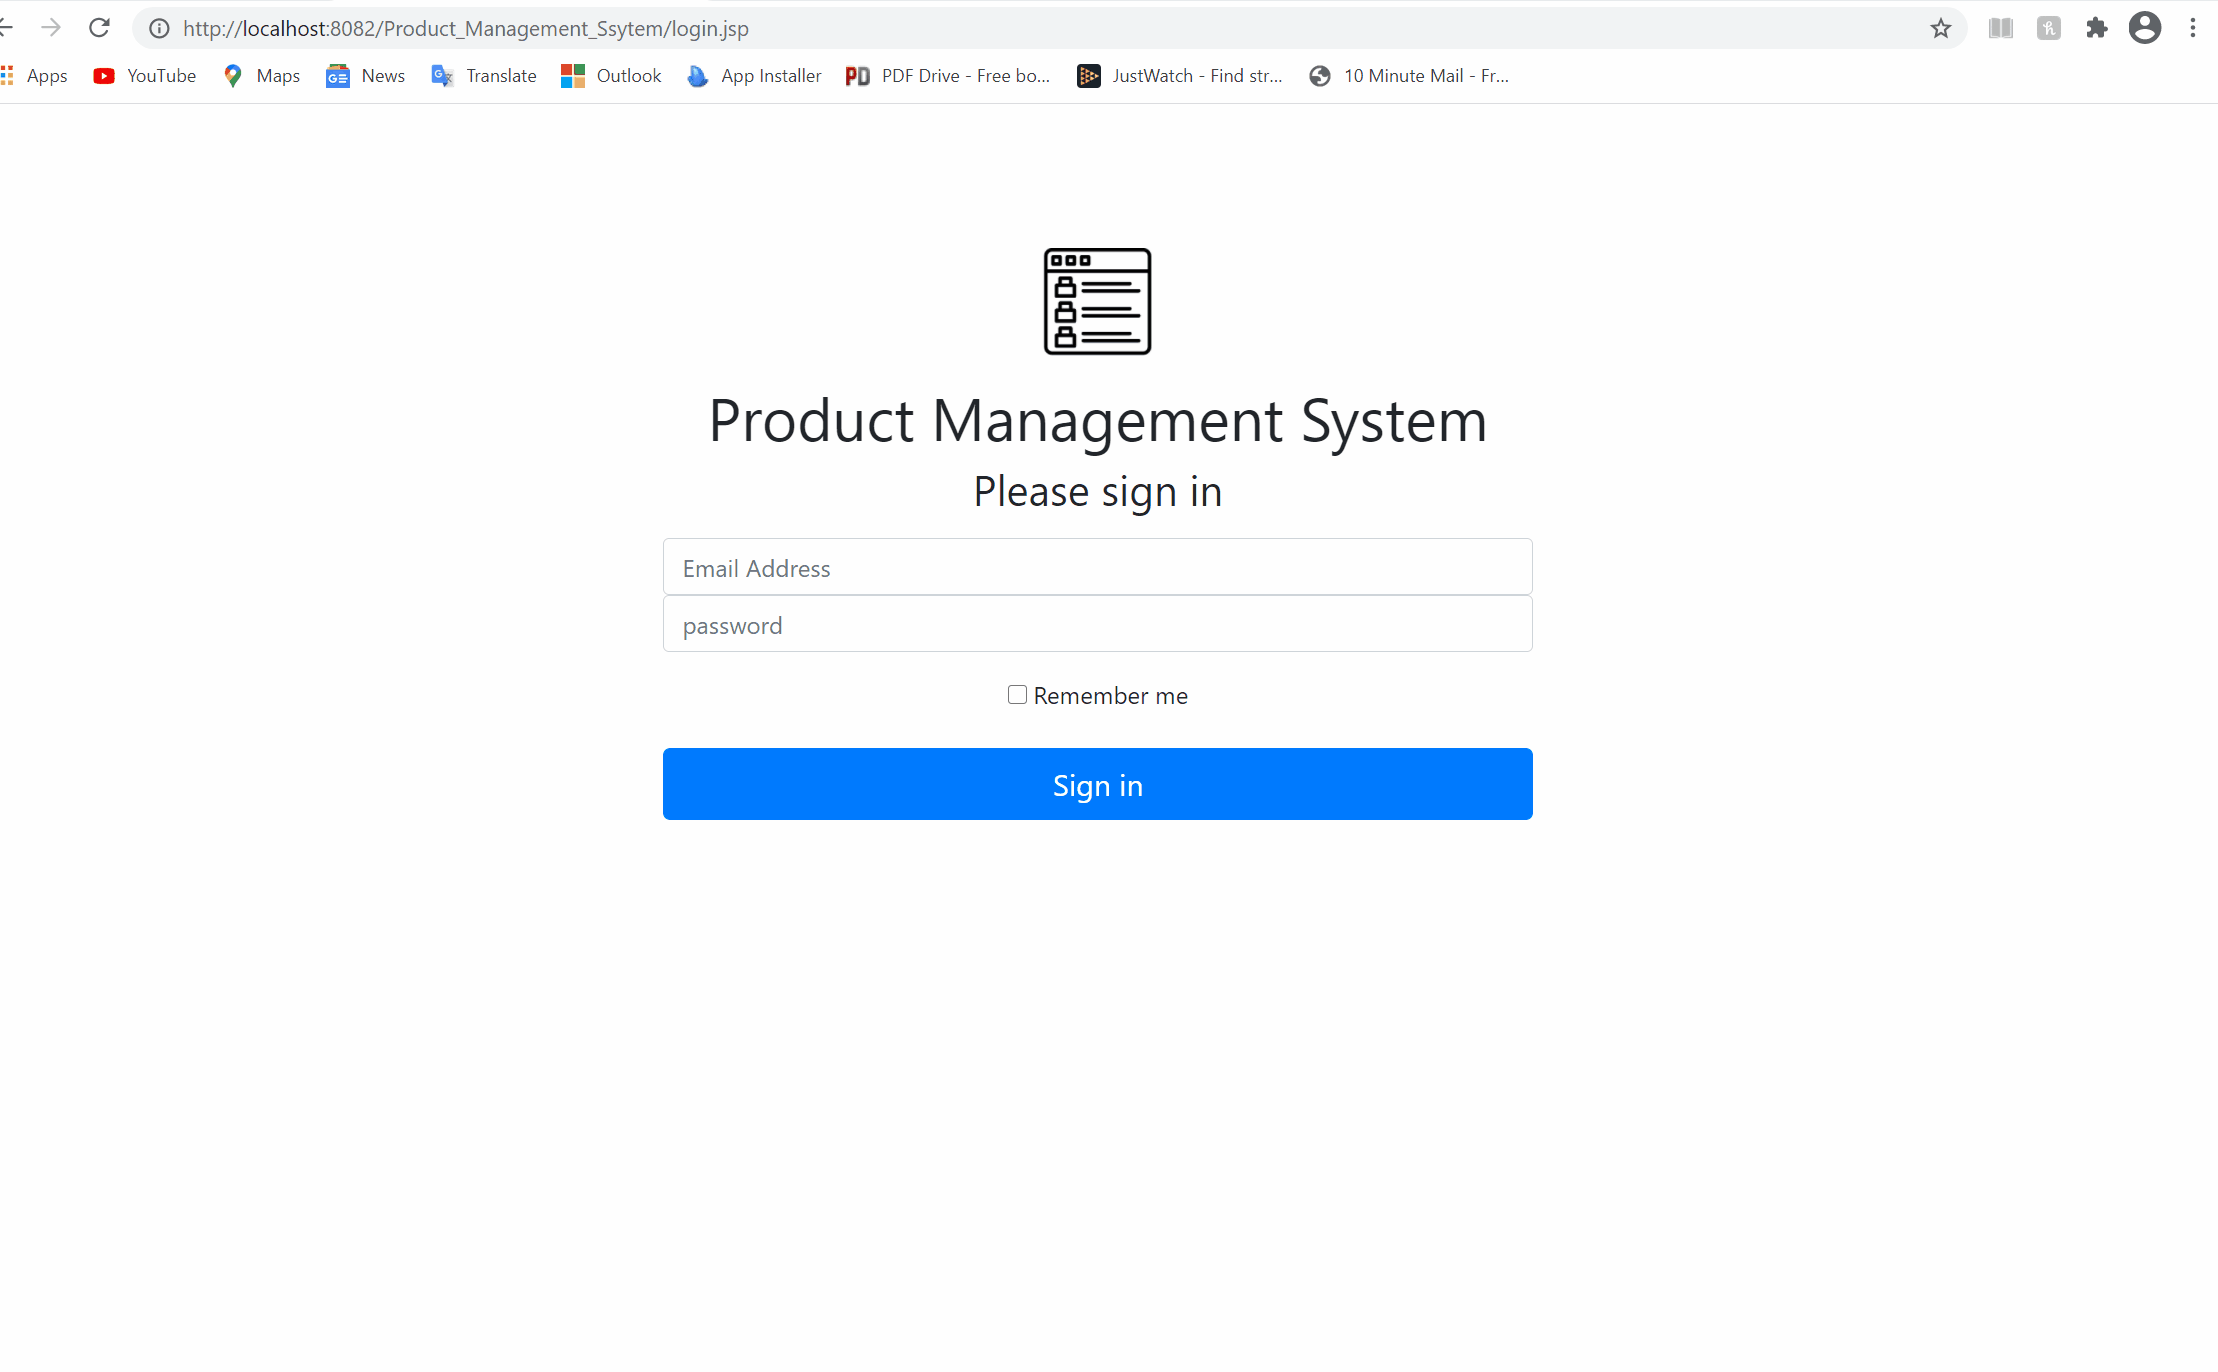 http://localhost:8082/Product_Management_Ssytem/login.jsp
Apps YouTube Maps News Translate Outlook App Installer PDF Drive - Free bo... JustWatch - Find str... 10 Minute Mail - Fr...
Product Management System
Please sign in
Email Address
password
Remember me
Sign in